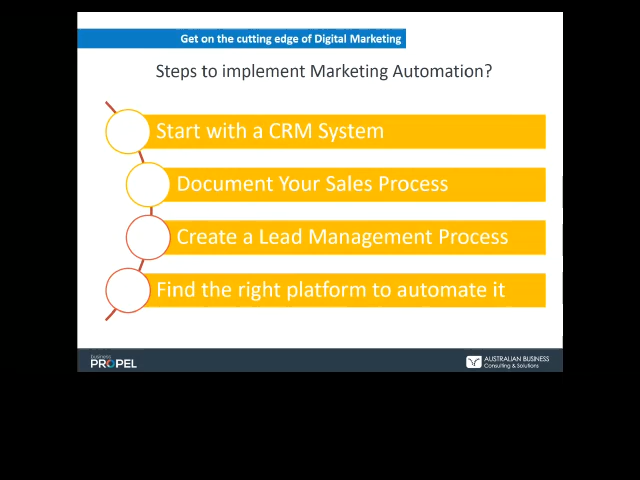 Get on the cutting edge of Digital Marketing
Steps to implement Marketing Automation?
Start with a CRM System
Document Your Sales Process
Create a Lead Management Process
Find the right platform to automate it
business
PROPEL
AUSTRALIAN BUSINESS
Consulting & Solutions